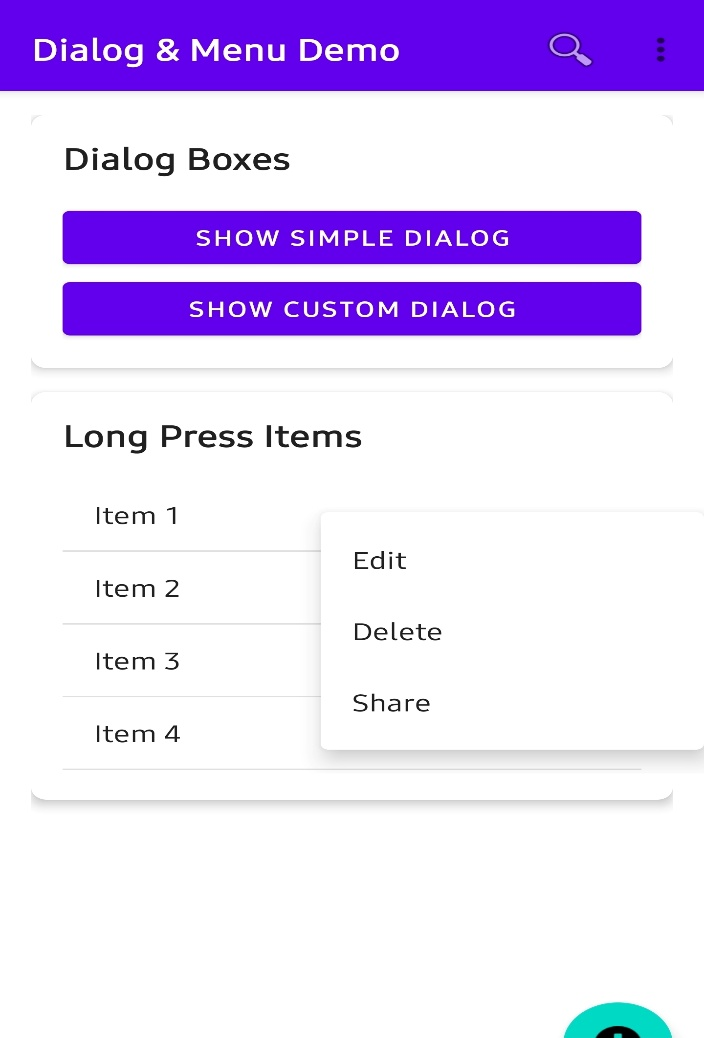 Dialog & Menu Demo
Dialog Boxes
SHOW SIMPLE DIALOG
SHOW CUSTOM DIALOG
Long Press Items
Item 1
Edit
Item 2
Delete
Item 3
Share
Item 4